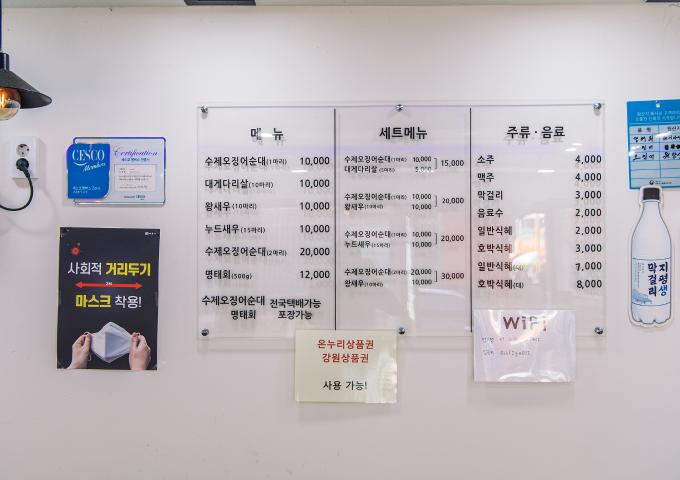 CESCO
Members
Certification
사회적 거리두기
마스크 착용!
메 뉴
수제오징어순대(1마리) 10,000
대게다리살(10마리) 10,000
왕새우(10마리) 10,000
누드새우(15마리) 10,000
수제오징어순대(2마리) 20,000
명태회(500g) 12,000
수제오징어순대 전국택배가능
명태회 포장가능
세트메뉴
수제오징어순대(1마리) 10,000
대게다리살(5마리) 5,000
15,000
수제오징어순대(1마리) 10,000
왕새우(10마리) 10,000
20,000
수제오징어순대(1마리) 10,000
누드새우(15마리) 10,000
20,000
수제오징어순대(2마리) 20,000
왕새우(10마리) 10,000
30,000
주류·음료
소주 4,000
맥주 4,000
막걸리 3,000
음료수 2,000
일반식혜 2,000
호박식혜 3,000
일반식혜(대) 7,000
호박식혜(대) 8,000
온누리상품권
강원상품권
사용 가능!
WiFi
품 명
지평생
막걸리